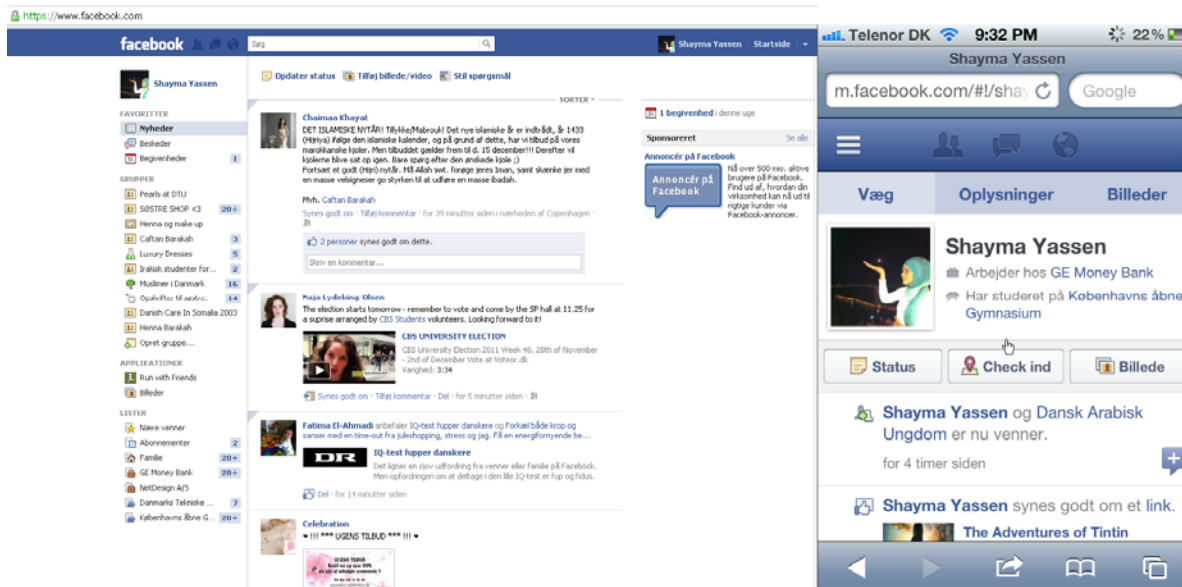 https://www.facebook.com
facebook
Søg
Shayma Yassen Startside
Shayma Yassen
FAVORITTER
Nyheder
Beskeder
Begivenheder 1
GRUPPER
Pearls at DTU
SØSTRE SHOP <3 20+
Henna og make up
Caftan Barakah 3
Luxury Dresses 5
Irakisk studenter for... 2
Muslimer i Danmark 16
Opskrifter til søstre. 14
Danish Care In Somalia 2003
Henna Barakah
Opret gruppe...
APPLIKATIONER
Run with Friends
Billeder
LISTER
Nære venner
Abonnementer 2
Familie 20+
GE Money Bank 20+
NetDesign A/S
Danmarks Tekniske ... 7
Københavns åbne G... 20+
Opdater status Tilføj billede/video Stil spørgsmål
SORTER
Chaimaa Khayat
DET ISLAMISKE NYTÅR! Tillykke/Mabrouk! Det nye islamiske år er indtrådt, år 1433
(Hijriya) ifølge den islamiske kalender, og på grund af dette, har vi tilbud på vores
marokkanske kjoler. Men tilbuddet gælder frem til d. 15 december!!! Derefter vil
kjolerne blive sat op igen. Bare spørg efter den ønskede kjole ;)
Fortsæt et godt (Hijri) nytår. Må Allah swt. forøge jeres Iman, samt skænke jer med
en masse velsigneser go styrken til at udføre en masse ibadah.
Mvh. Caftan Barakah
Synes godt om · Tilføj kommentar · for 39 minutter siden i nærheden af Copenhagen ·
2 personer synes godt om dette.
Skriv en kommentar...
Maja Lydeking-Olsen
The election starts tomorrow - remember to vote and come by the SP hall at 11.25 for
a suprise arranged by CBS Students volunteers. Looking forward to it!
CBS UNIVERSITY ELECTION
CBS University Election 2011 Week 48. 28th of November
- 2nd of December Vote at Voteor.dk
Varighed: 3:34
Synes godt om · Tilføj kommentar · Del · for 5 minutter siden ·
Fatima El-Ahmadi anbefaler IQ-test fupper danskere og Forkæl både krop og
sanser med en time-out fra juleshopping, stress og jag. Få en energifornyende be...
DR
IQ-test fupper danskere
Det ligner en sjov udfordring fra venner eller familie på Facebook.
Men opfordringen om at deltage i den lille IQ-test er fup og fidus.
Del · for 14 minutter siden
Celebration
♥ !!! *** UGENS TILBUD *** !!! ♥
UGENS TILBUD
1 begivenhed i denne uge
Sponsoreret Se alle
Annoncér på Facebook
Annoncér på
Facebook
Nå over 500 mio. aktive
brugere på Facebook.
Find ud af, hvordan din
virksomhed kan nå ud til
rigtige kunder via
Facebook-annoncer.
Telenor DK 9:32 PM 22%
Shayma Yassen
m.facebook.com/#!/shay Google
Væg Oplysninger Billeder
Shayma Yassen
Arbejder hos GE Money Bank
Har studeret på Københavns åbne
Gymnasium
Status Check ind Billede
Shayma Yassen og Dansk Arabisk
Ungdom er nu venner.
for 4 timer siden
Shayma Yassen synes godt om et link.
The Adventures of Tintin